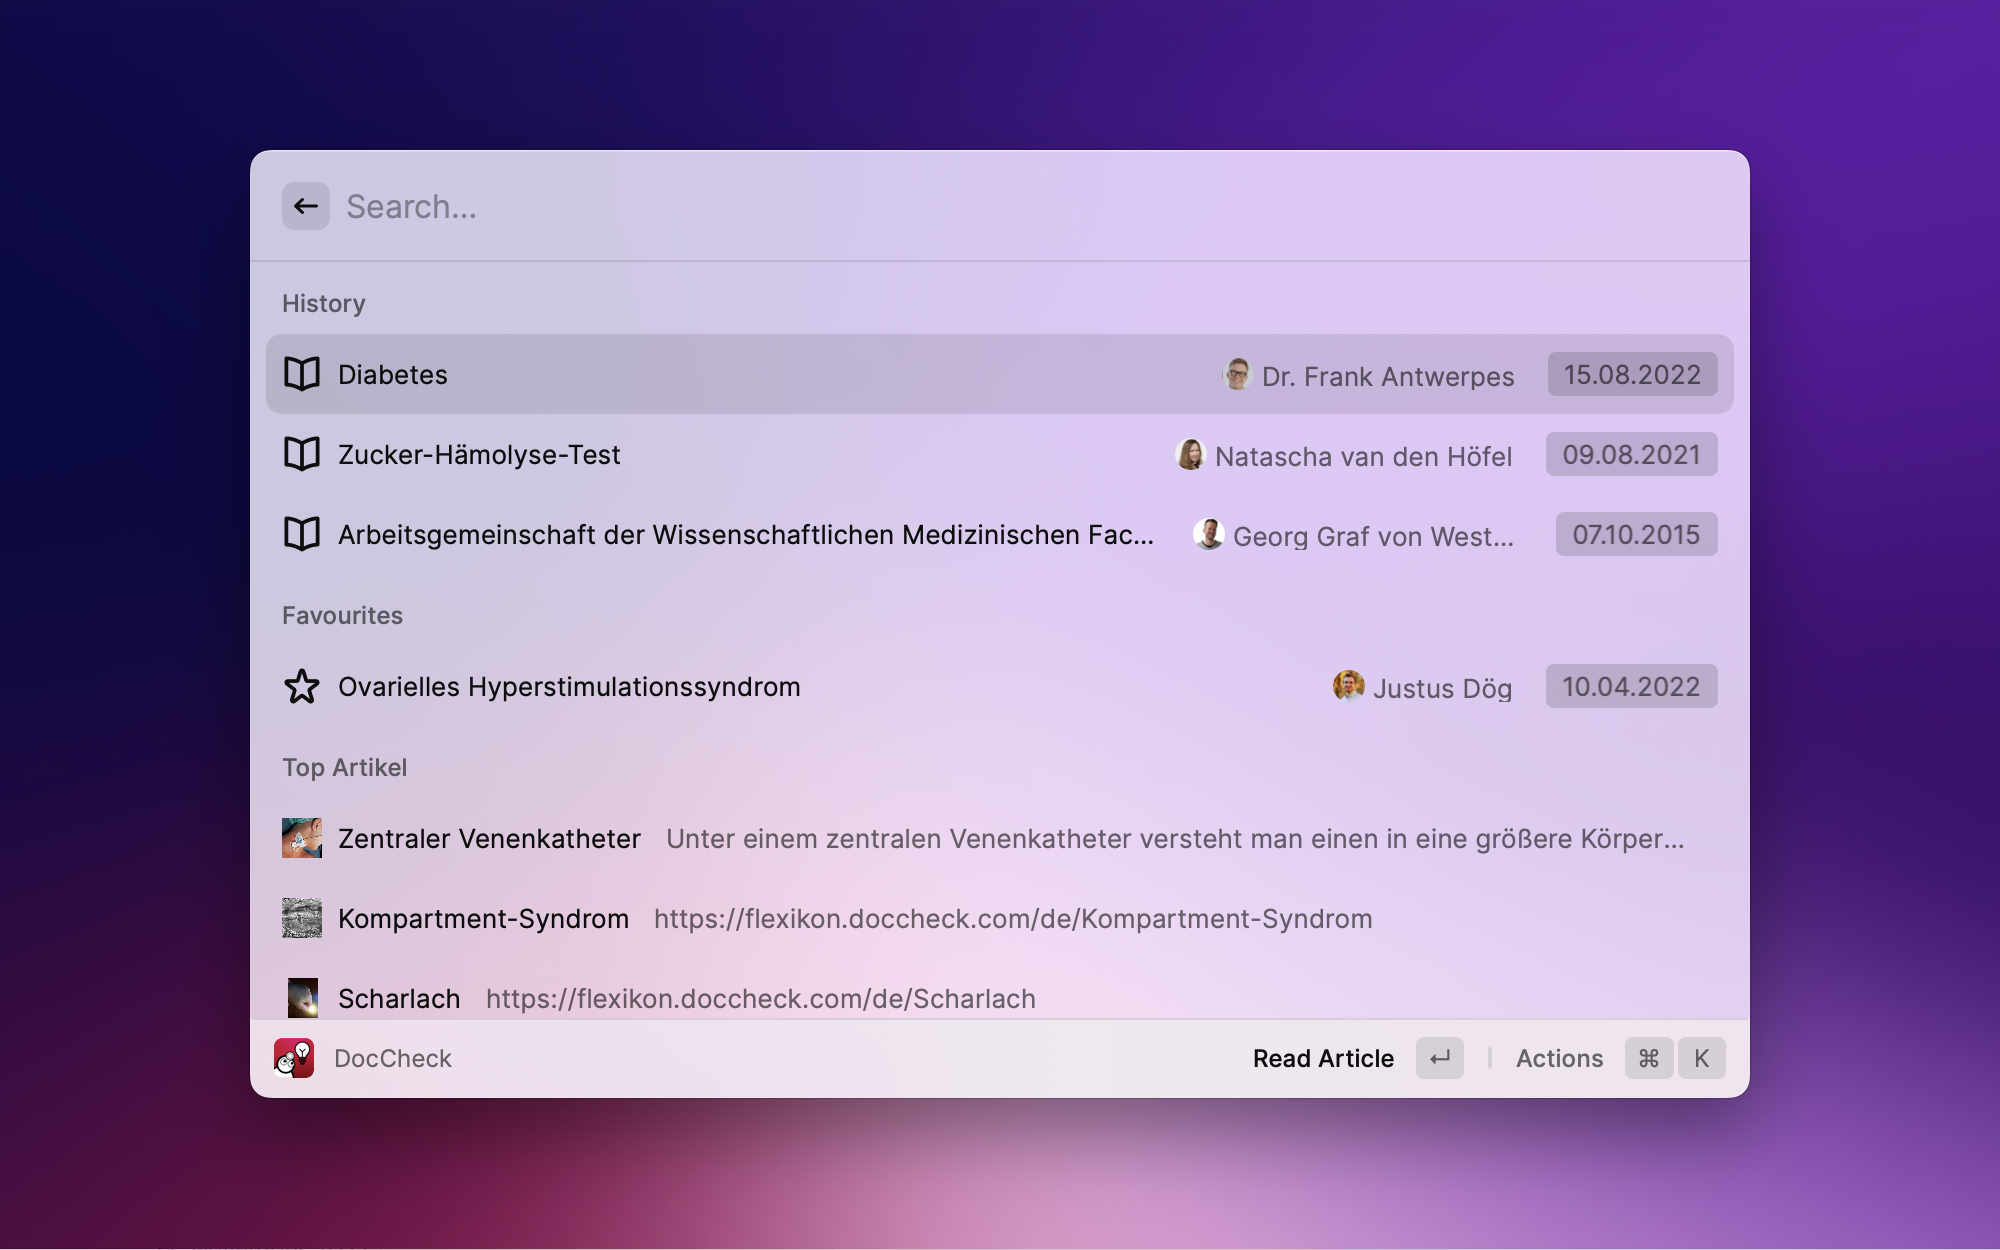 Search...
History
Diabetes Dr. Frank Antwerpes 15.08.2022
Zucker-Hämolyse-Test Natascha van den Höfel 09.08.2021
Arbeitsgemeinschaft der Wissenschaftlichen Medizinischen Fac... Georg Graf von West... 07.10.2015
Favourites
Ovarielles Hyperstimulationssyndrom Justus Dög 10.04.2022
Top Artikel
Zentraler Venenkatheter Unter einem zentralen Venenkatheter versteht man einen in eine größere Körper...
Kompartment-Syndrom https://flexikon.doccheck.com/de/Kompartment-Syndrom
Scharlach https://flexikon.doccheck.com/de/Scharlach
DocCheck Read Article ↵ Actions ⌘ K